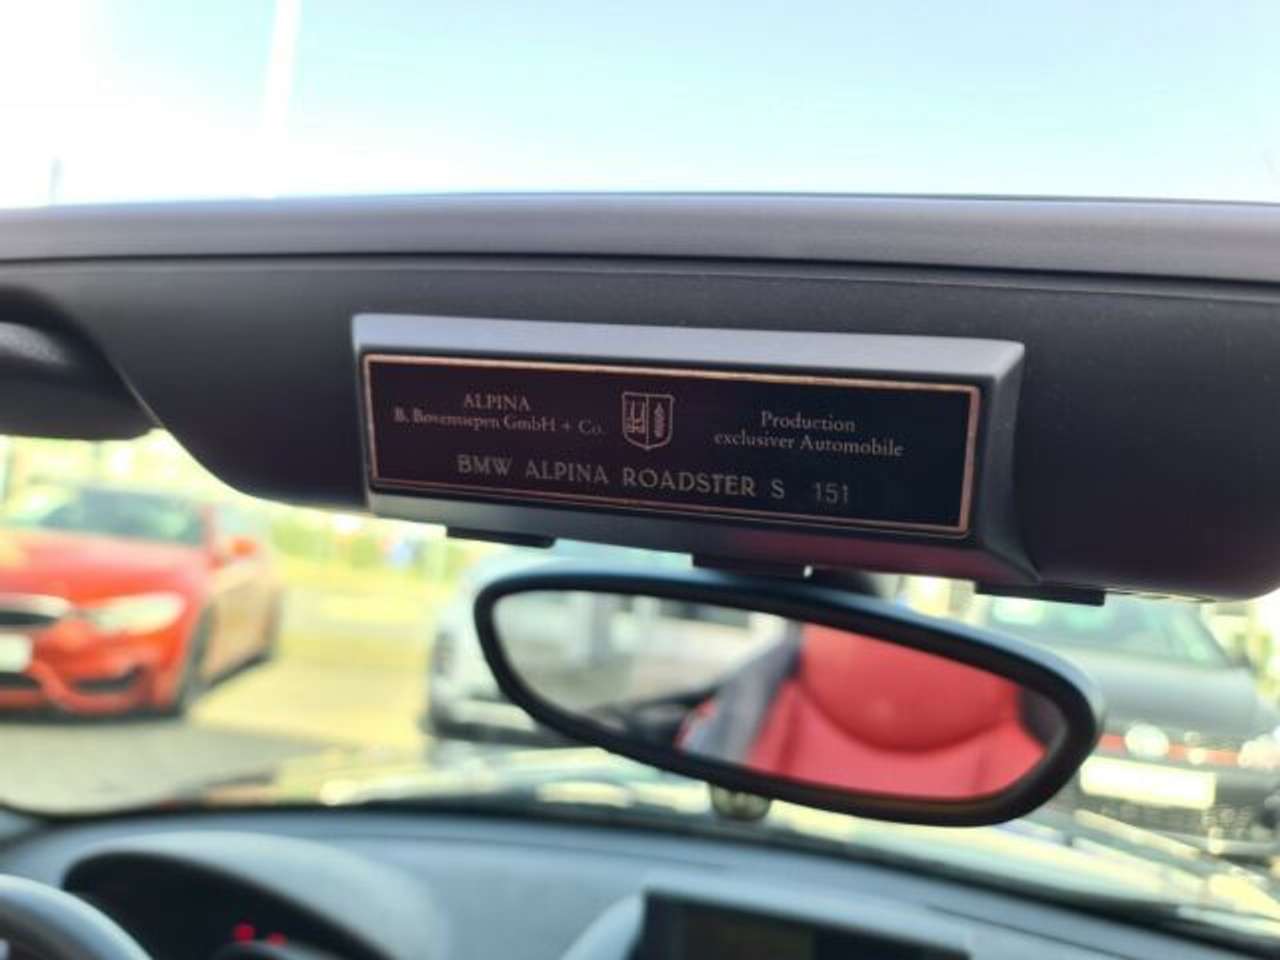 ALPINA
B. Bovensiepen GmbH + Co.
Production
exclusiver Automobile
BMW ALPINA ROADSTER S 151